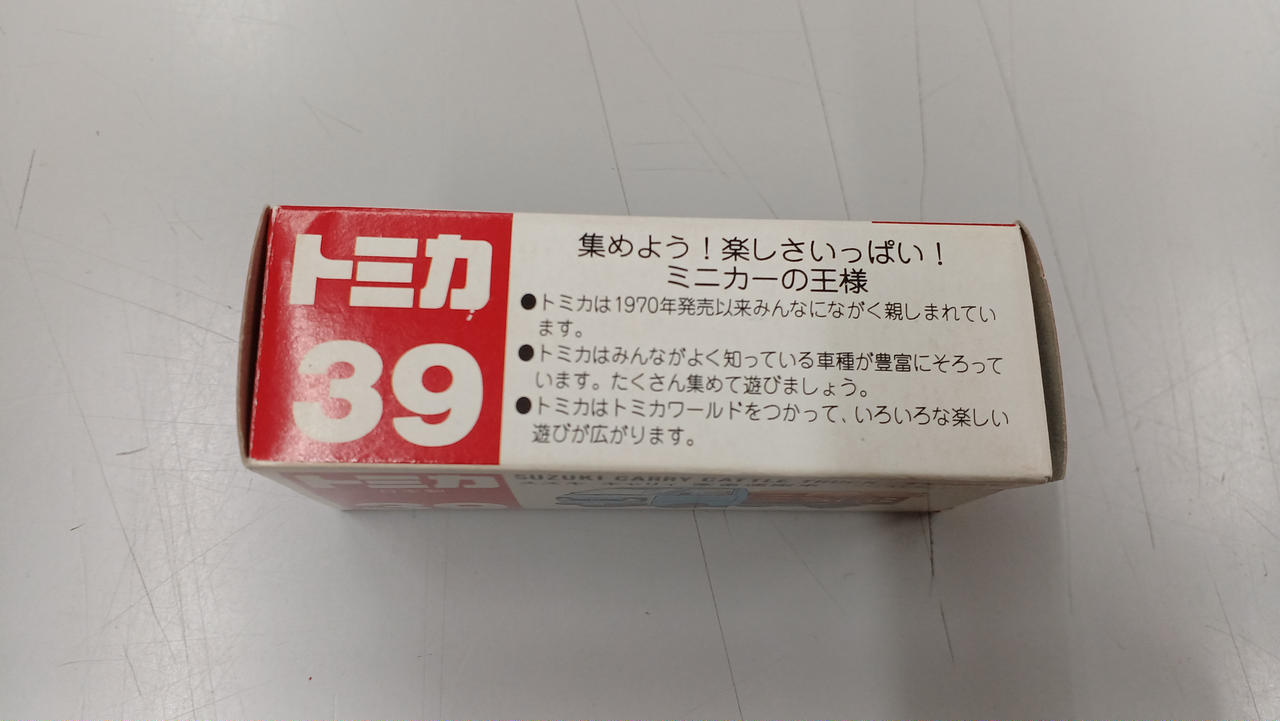 トミカ
39
集めよう!楽しさいっぱい!
ミニカーの王様
●トミカは1970年発売以来みんなにながく親しまれてい
ます。
●トミカはみんながよく知っている車種が豊富にそろって
います。たくさん集めて遊びましょう。
●トミカはトミカワールドをつかって、いろいろな楽しい
遊びが広がります。
トミカ
日本製
SUZUKI CARRY CATTLE